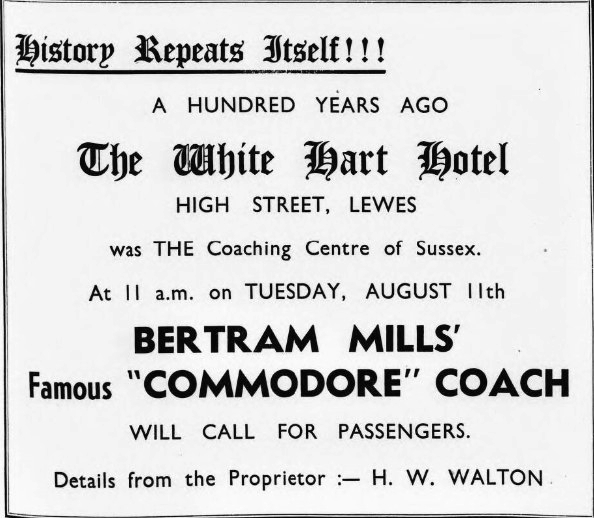 History Repeats Itself!!!
A HUNDRED YEARS AGO
The White Hart Hotel
HIGH STREET, LEWES
was THE Coaching Centre of Sussex.
At 11 a.m. on TUESDAY, AUGUST 11th
BERTRAM MILLS'
Famous "COMMODORE" COACH
WILL CALL FOR PASSENGERS.
Details from the Proprietor :— H. W. WALTON